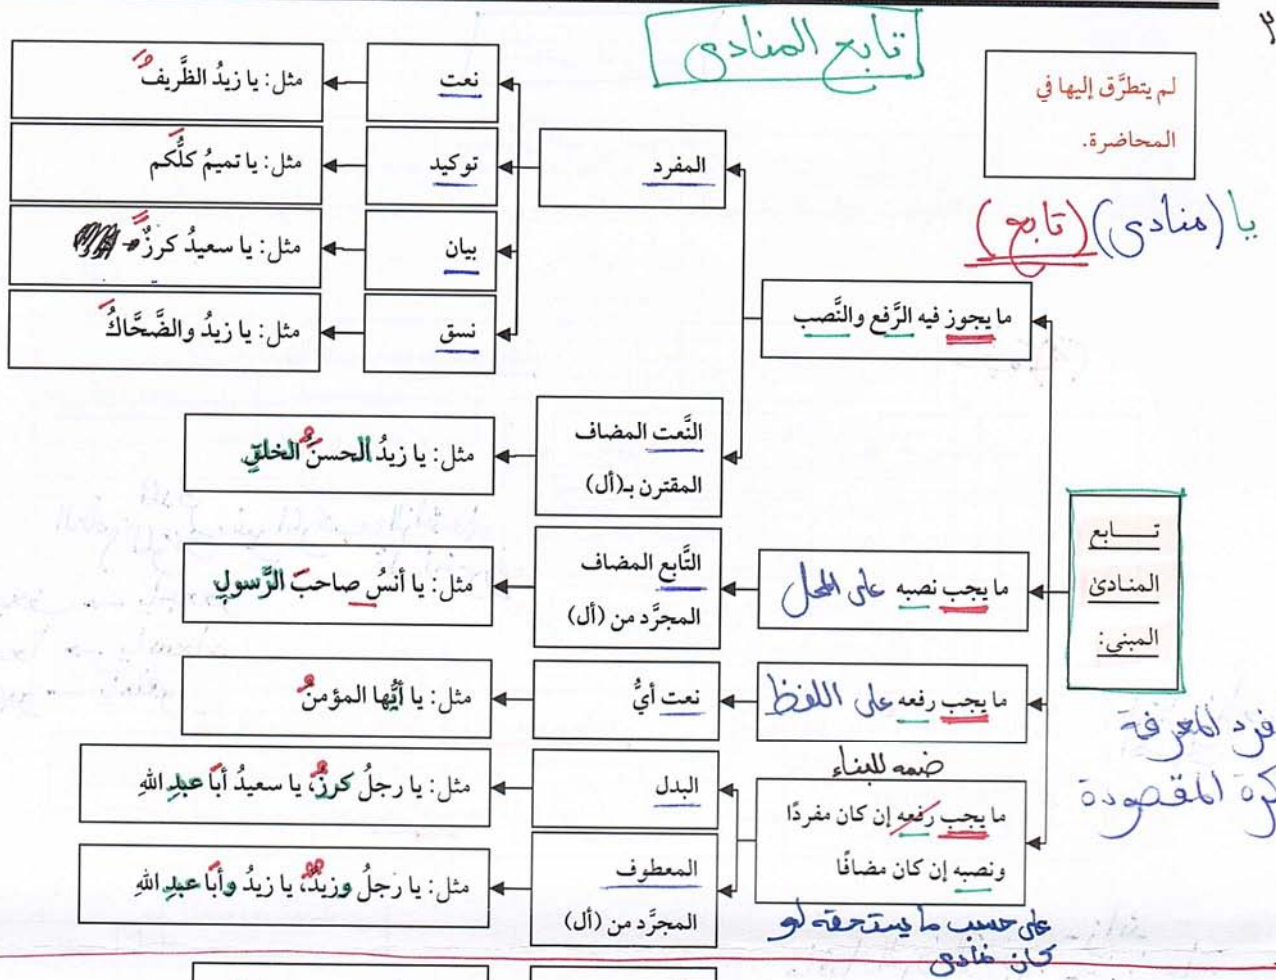 تابع المنادى
لم يتطرَّق إليها في
المحاضرة.
يا (منادى) (تابع)
تـابع
المنادىٰ
المبني:
فرد المعرفة
كرة المقصودة
ما يجوز فيه الرَّفع والنَّصب
المفرد
نعت
مثل: يا زيدُ الظَّريفُ
توكيد
مثل: يا تميمُ كلُّكم
بيان
مثل: يا سعيدُ كرزٌ
نسق
مثل: يا زيدُ والضَّحَّاكُ
النَّعت المضاف
المقترن بـ(أل)
مثل: يا زيدُ الحسنُ الخلقِ
ما يجب نصبه على المحل
التَّابع المضاف
المجرَّد من (أل)
مثل: يا أنسُ صاحبَ الرَّسولِ
ما يجب رفعه على اللفظ
نعت أيُّ
مثل: يا أيُّها المؤمنُ
ضمه للبناء
ما يجب رفعه إن كان مفردًا
ونصبه إن كان مضافًا
على حسب ما يستحقه لو
كان منادى
البدل
مثل: يا رجلُ كرزُ، يا سعيدُ أبَا عبدِ اللهِ
المعطوف
المجرَّد من (أل)
مثل: يا رجلُ وزيدُ، يا زيدُ وأبَا عبدِ اللهِ